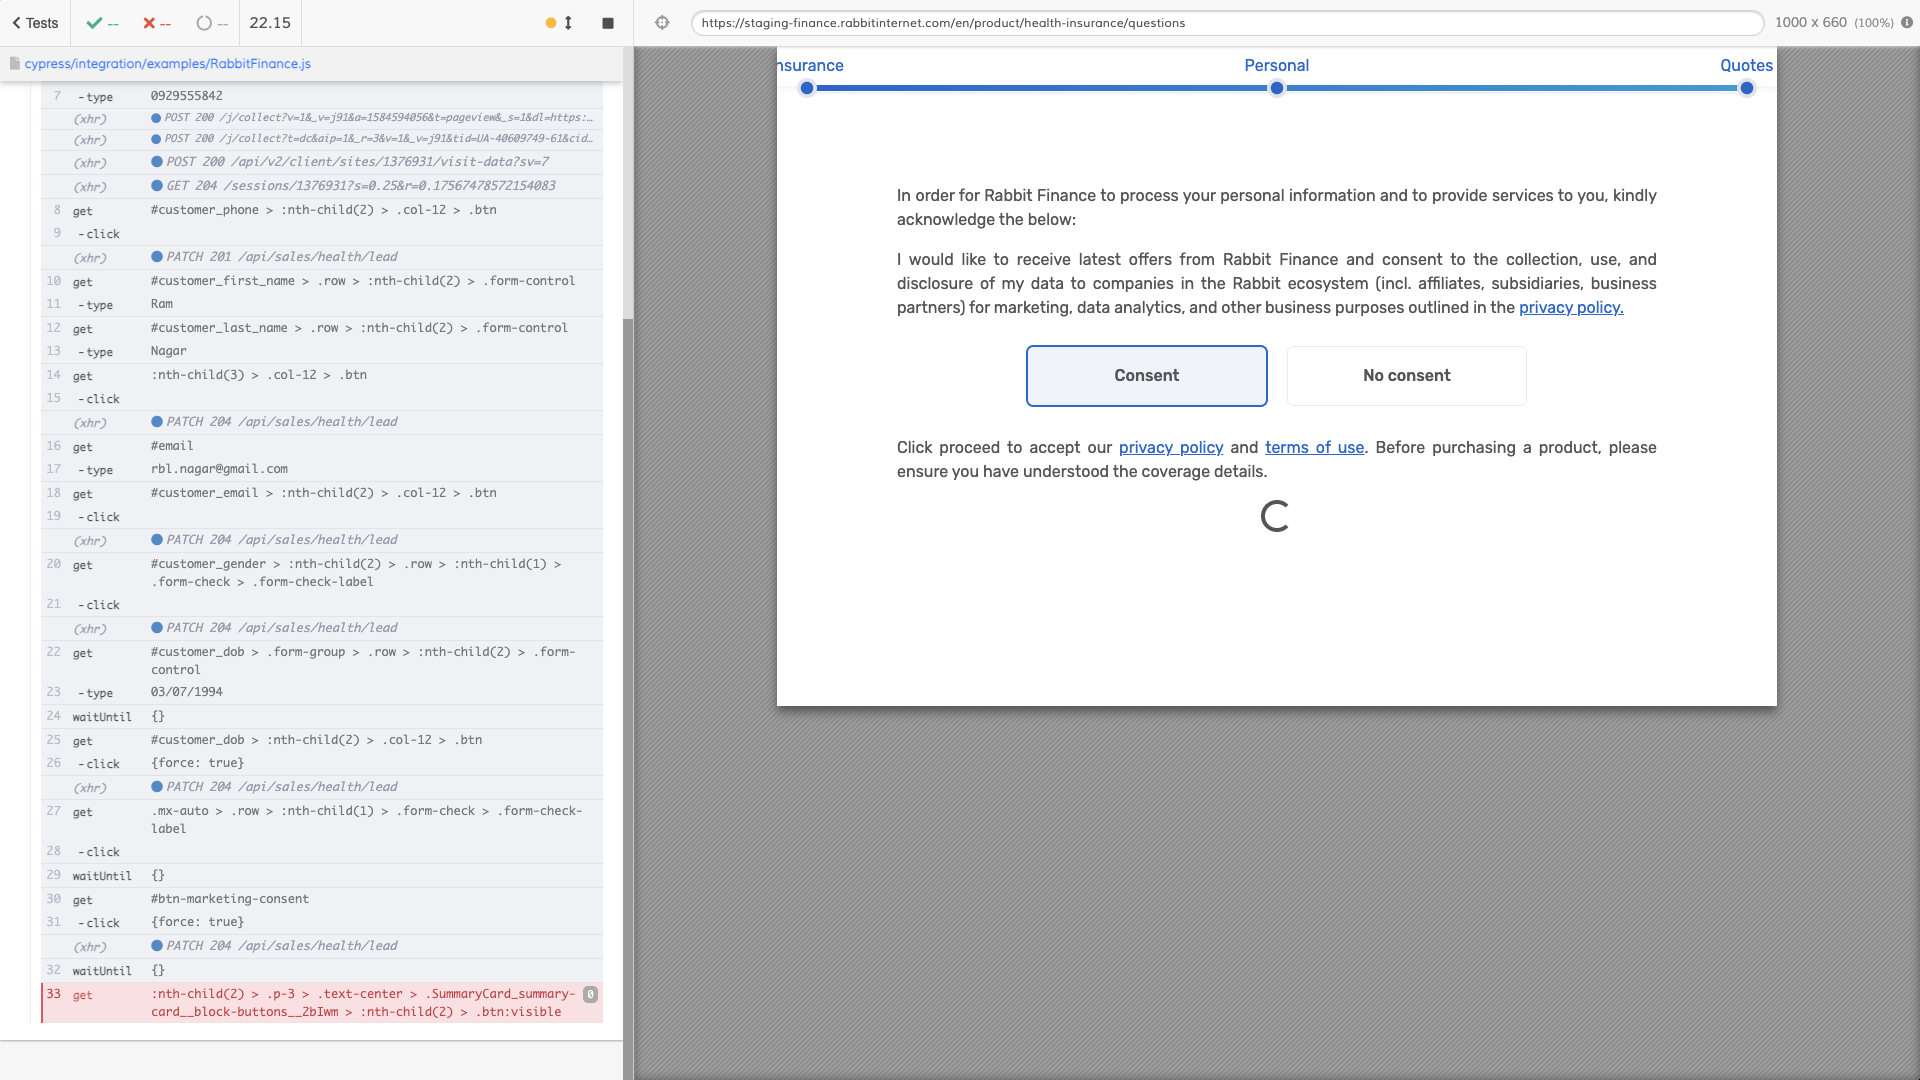 Tests
--
--
--
22.15
https://staging-finance.rabbitinternet.com/en/product/health-insurance/questions
1000 x 660 (100%)
cypress/integration/examples/RabbitFinance.js
7 -type 0929555842
(xhr) POST 200 /j/collect?v=1&_v=j91&a=1584594056&t=pageview&_s=1&dl=https:…
(xhr) POST 200 /j/collect?t=dc&aip=1&_r=3&v=1&_v=j91&tid=UA-40609749-61&cid…
(xhr) POST 200 /api/v2/client/sites/1376931/visit-data?sv=7
(xhr) GET 204 /sessions/1376931?s=0.25&r=0.17567478572154083
8 get #customer_phone > :nth-child(2) > .col-12 > .btn
9 -click
(xhr) PATCH 201 /api/sales/health/lead
10 get #customer_first_name > .row > :nth-child(2) > .form-control
11 -type Ram
12 get #customer_last_name > .row > :nth-child(2) > .form-control
13 -type Nagar
14 get :nth-child(3) > .col-12 > .btn
15 -click
(xhr) PATCH 204 /api/sales/health/lead
16 get #email
17 -type rbl.nagar@gmail.com
18 get #customer_email > :nth-child(2) > .col-12 > .btn
19 -click
(xhr) PATCH 204 /api/sales/health/lead
20 get #customer_gender > :nth-child(2) > .row > :nth-child(1) >
.form-check > .form-check-label
21 -click
(xhr) PATCH 204 /api/sales/health/lead
22 get #customer_dob > .form-group > .row > :nth-child(2) > .form-
control
23 -type 03/07/1994
24 waitUntil {}
25 get #customer_dob > :nth-child(2) > .col-12 > .btn
26 -click {force: true}
(xhr) PATCH 204 /api/sales/health/lead
27 get .mx-auto > .row > :nth-child(1) > .form-check > .form-check-
label
28 -click
29 waitUntil {}
30 get #btn-marketing-consent
31 -click {force: true}
(xhr) PATCH 204 /api/sales/health/lead
32 waitUntil {}
33 get :nth-child(2) > .p-3 > .text-center > .SummaryCard_summary- 0
card__block-buttons__2bIwm > :nth-child(2) > .btn:visible
nsurance
Personal
Quotes
In order for Rabbit Finance to process your personal information and to provide services to you, kindly
acknowledge the below:
I would like to receive latest offers from Rabbit Finance and consent to the collection, use, and
disclosure of my data to companies in the Rabbit ecosystem (incl. affiliates, subsidiaries, business
partners) for marketing, data analytics, and other business purposes outlined in the privacy policy.
Consent
No consent
Click proceed to accept our privacy policy and terms of use. Before purchasing a product, please
ensure you have understood the coverage details.